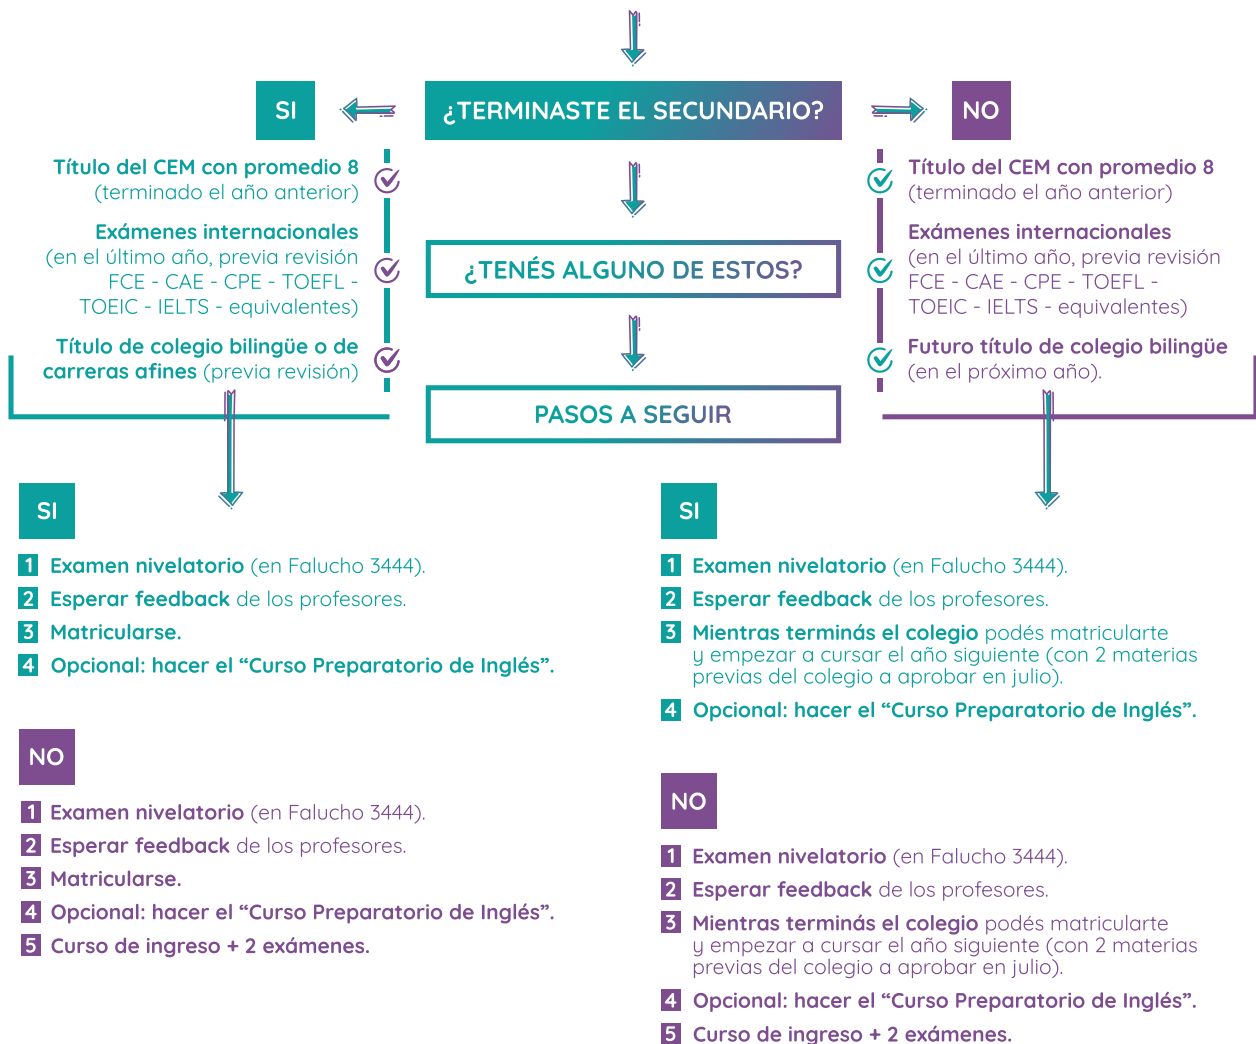 ¿TERMINASTE EL SECUNDARIO?
SI
NO
Título del CEM con promedio 8
(terminado el año anterior)
Exámenes internacionales
(en el último año, previa revisión
FCE - CAE - CPE - TOEFL -
TOEIC - IELTS - equivalentes)
Título de colegio bilingüe o de
carreras afines (previa revisión)
¿TENÉS ALGUNO DE ESTOS?
PASOS A SEGUIR
Título del CEM con promedio 8
(terminado el año anterior)
Exámenes internacionales
(en el último año, previa revisión
FCE - CAE - CPE - TOEFL -
TOEIC - IELTS - equivalentes)
Futuro título de colegio bilingüe
(en el próximo año).
SI
1 Examen nivelatorio (en Falucho 3444).
2 Esperar feedback de los profesores.
3 Matricularse.
4 Opcional: hacer el “Curso Preparatorio de Inglés”.
NO
1 Examen nivelatorio (en Falucho 3444).
2 Esperar feedback de los profesores.
3 Matricularse.
4 Opcional: hacer el “Curso Preparatorio de Inglés”.
5 Curso de ingreso + 2 exámenes.
SI
1 Examen nivelatorio (en Falucho 3444).
2 Esperar feedback de los profesores.
3 Mientras terminás el colegio podés matricularte
y empezar a cursar el año siguiente (con 2 materias
previas del colegio a aprobar en julio).
4 Opcional: hacer el “Curso Preparatorio de Inglés”.
NO
1 Examen nivelatorio (en Falucho 3444).
2 Esperar feedback de los profesores.
3 Mientras terminás el colegio podés matricularte
y empezar a cursar el año siguiente (con 2 materias
previas del colegio a aprobar en julio).
4 Opcional: hacer el “Curso Preparatorio de Inglés”.
5 Curso de ingreso + 2 exámenes.